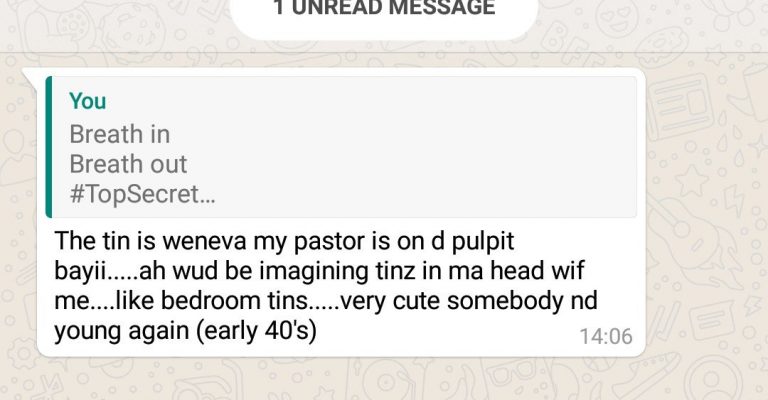 1 UNREAD MESSAGE
You
Breath in
Breath out
#TopSecret...
The tin is weneva my pastor is on d pulpit
bayii.....ah wud be imagining tinz in ma head wif
me....like bedroom tins.....very cute somebody nd
young again (early 40's)
14:06